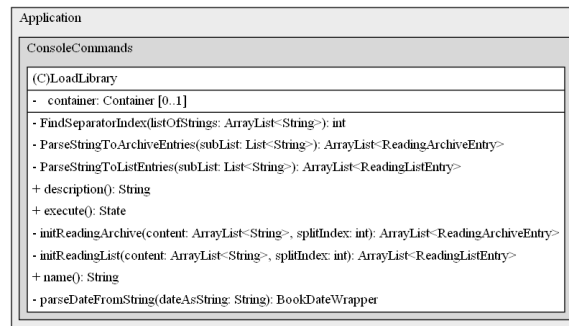 Application
ConsoleCommands
(C)LoadLibrary
- container: Container [0..1]
- FindSeparatorIndex(listOfStrings: ArrayList<String>): int
- ParseStringToArchiveEntries(subList: List<String>): ArrayList<ReadingArchiveEntry>
- ParseStringToListEntries(subList: List<String>): ArrayList<ReadingListEntry>
+ description(): String
+ execute(): State
- initReadingArchive(content: ArrayList<String>, splitIndex: int): ArrayList<ReadingArchiveEntry>
- initReadingList(content: ArrayList<String>, splitIndex: int): ArrayList<ReadingListEntry>
+ name(): String
- parseDateFromString(dateAsString: String): BookDateWrapper